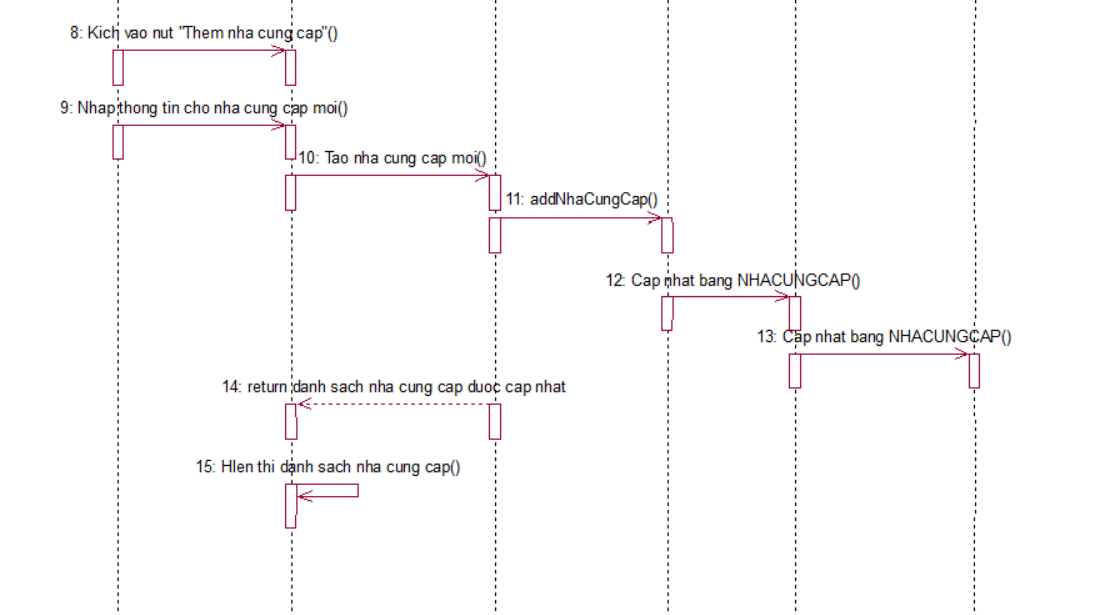 8: Kich vao nut "Them nha cung cap"()
9: Nhap thong tin cho nha cung cap moi()
10: Tao nha cung cap moi()
11: addNhaCungCap()
12: Cap nhat bang NHACUNGCAP()
13: Cap nhat bang NHACUNGCAP()
14: return danh sach nha cung cap duoc cap nhat
15: HIen thi danh sach nha cung cap()